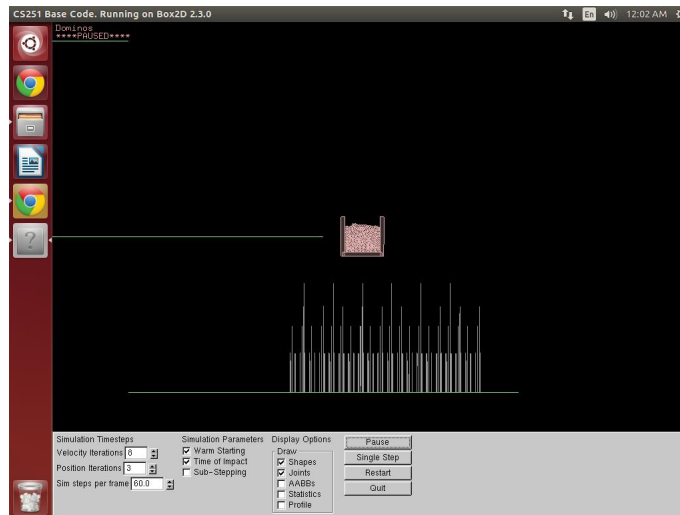 CS251 Base Code. Running on Box2D 2.3.0
En
12:02 AM
Dominos
****PAUSED****
?
Simulation Timesteps
Velocity Iterations 8
Position Iterations 3
Sim steps per frame 60.0
Simulation Parameters
Warm Starting
Time of Impact
Sub-Stepping
Display Options
Draw
Shapes
Joints
AABBs
Statistics
Profile
Pause
Single Step
Restart
Quit